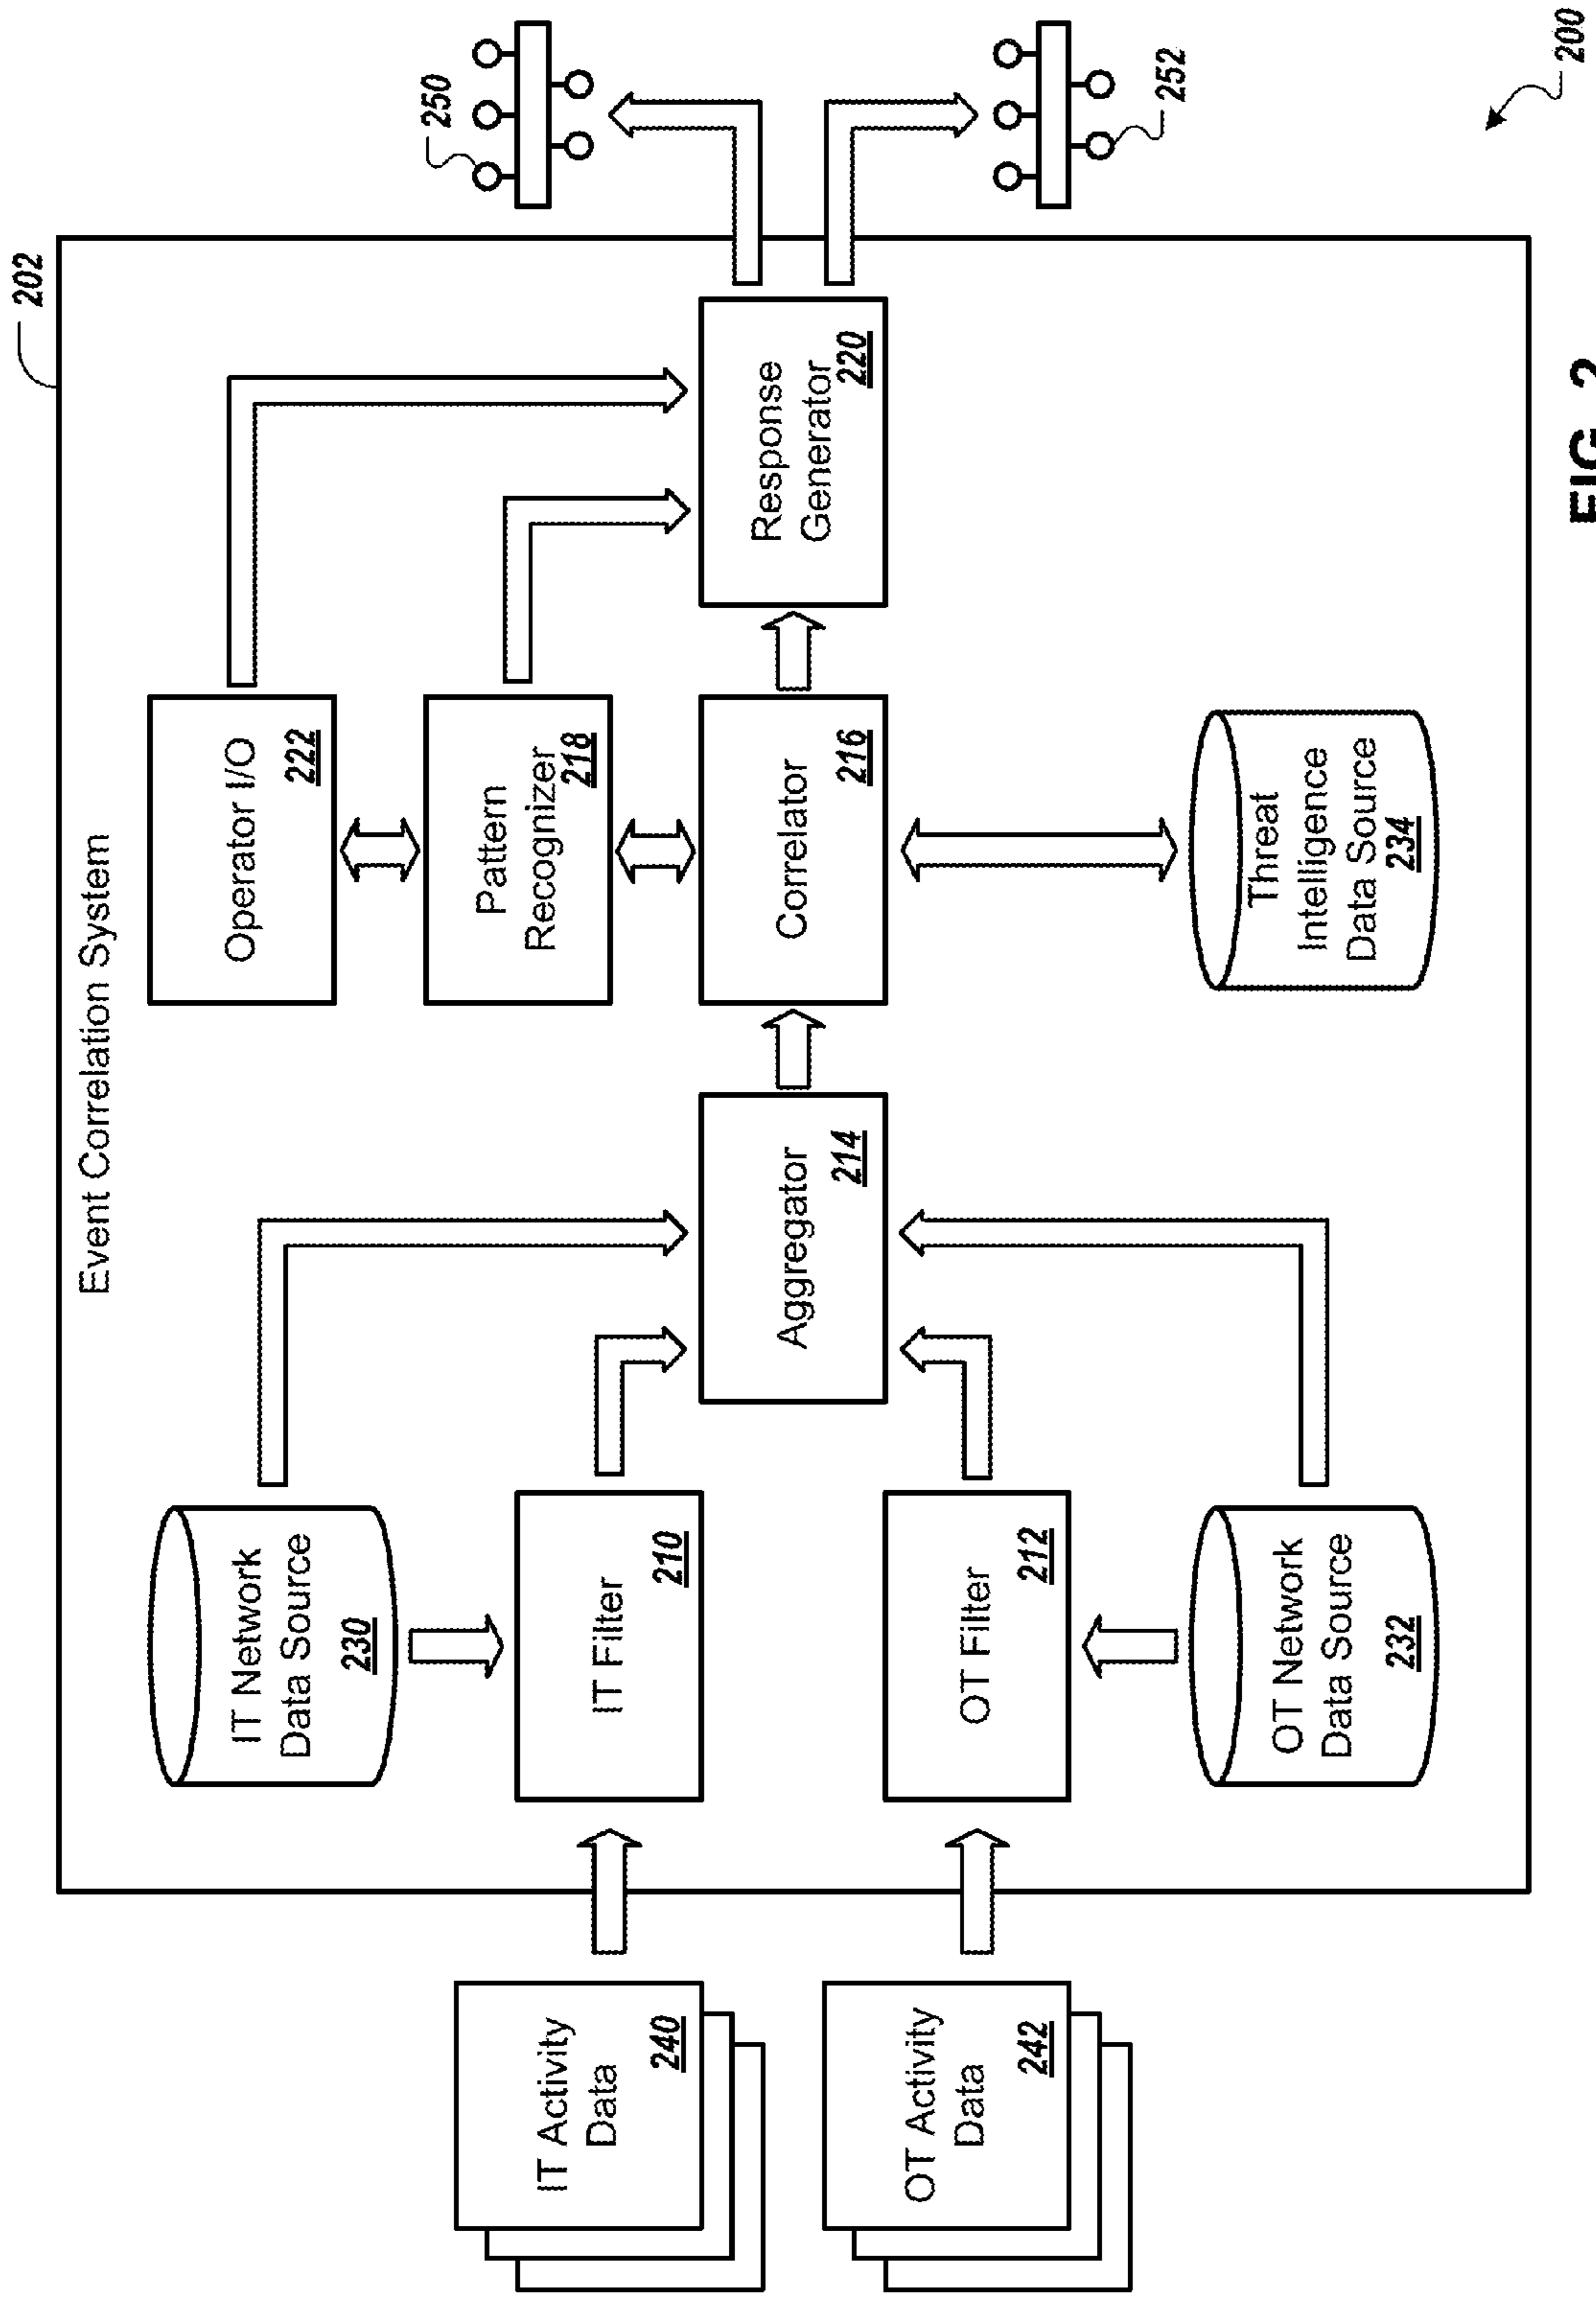 202
Event Correlation System
IT Network
Data Source
230
Operator I/O
222
250
Pattern
Recognizer
218
IT Activity
Data
240
IT Filter
210
Aggregator
214
Correlator
216
Response
Generator
220
OT Activity
Data
242
OT Filter
212
252
OT Network
Data Source
232
Threat
Intelligence
Data Source
234
200
FIG. 2